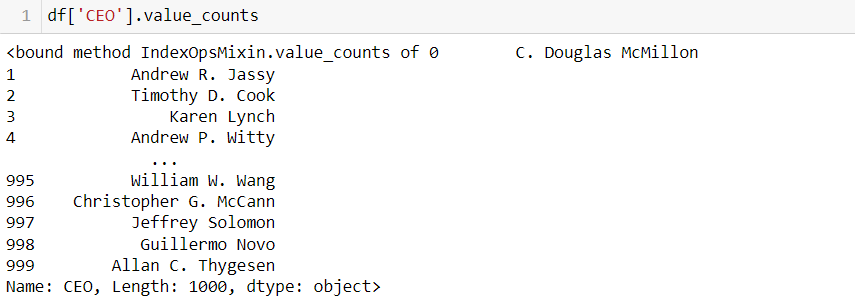 1 df['CEO'].value_counts
<bound method IndexOpsMixin.value_counts of 0        C. Douglas McMillon
1            Andrew R. Jassy
2            Timothy D. Cook
3                Karen Lynch
4            Andrew P. Witty
               ...
995          William W. Wang
996    Christopher G. McCann
997          Jeffrey Solomon
998           Guillermo Novo
999        Allan C. Thygesen
Name: CEO, Length: 1000, dtype: object>